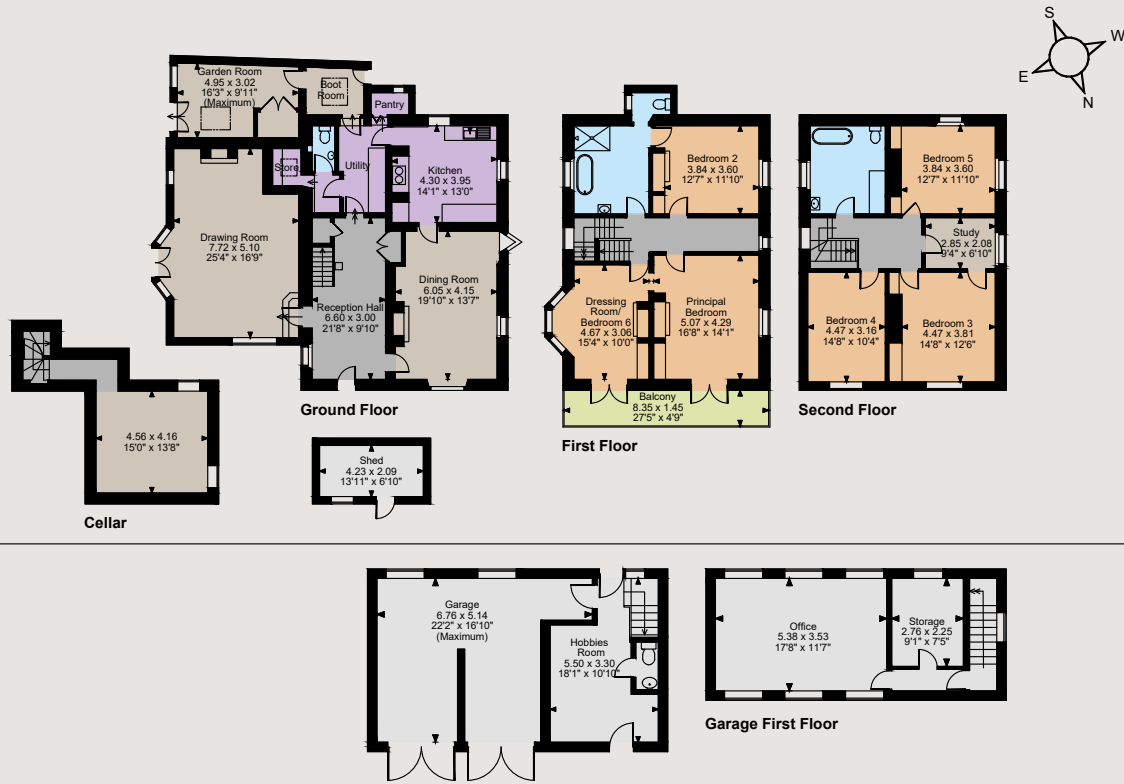 S
W
E
N
Garden Room
4.95 x 3.02
16'3" x 9'11"
(Maximum)
Boot
Room
Pantry
Store
Utility
Kitchen
4.30 x 3.95
14'1" x 13'0"
Drawing Room
7.72 x 5.10
25'4" x 16'9"
Reception Hall
6.60 x 3.00
21'8" x 9'10"
Dining Room
6.05 x 4.15
19'10" x 13'7"
Ground Floor
4.56 x 4.16
15'0" x 13'8"
Cellar
Shed
4.23 x 2.09
13'11" x 6'10"
Bedroom 2
3.84 x 3.60
12'7" x 11'10"
Dressing
Room/
Bedroom 6
4.67 x 3.06
15'4" x 10'0"
Principal
Bedroom
5.07 x 4.29
16'8" x 14'1"
Balcony
8.35 x 1.45
27'5" x 4'9"
First Floor
Bedroom 5
3.84 x 3.60
12'7" x 11'10"
Study
2.85 x 2.08
9'4" x 6'10"
Bedroom 4
4.47 x 3.16
14'8" x 10'4"
Bedroom 3
4.47 x 3.81
14'8" x 12'6"
Second Floor
Garage
6.76 x 5.14
22'2" x 16'10"
(Maximum)
Hobbies
Room
5.50 x 3.30
18'1" x 10'10"
Office
5.38 x 3.53
17'8" x 11'7"
Storage
2.76 x 2.25
9'1" x 7'5"
Garage First Floor